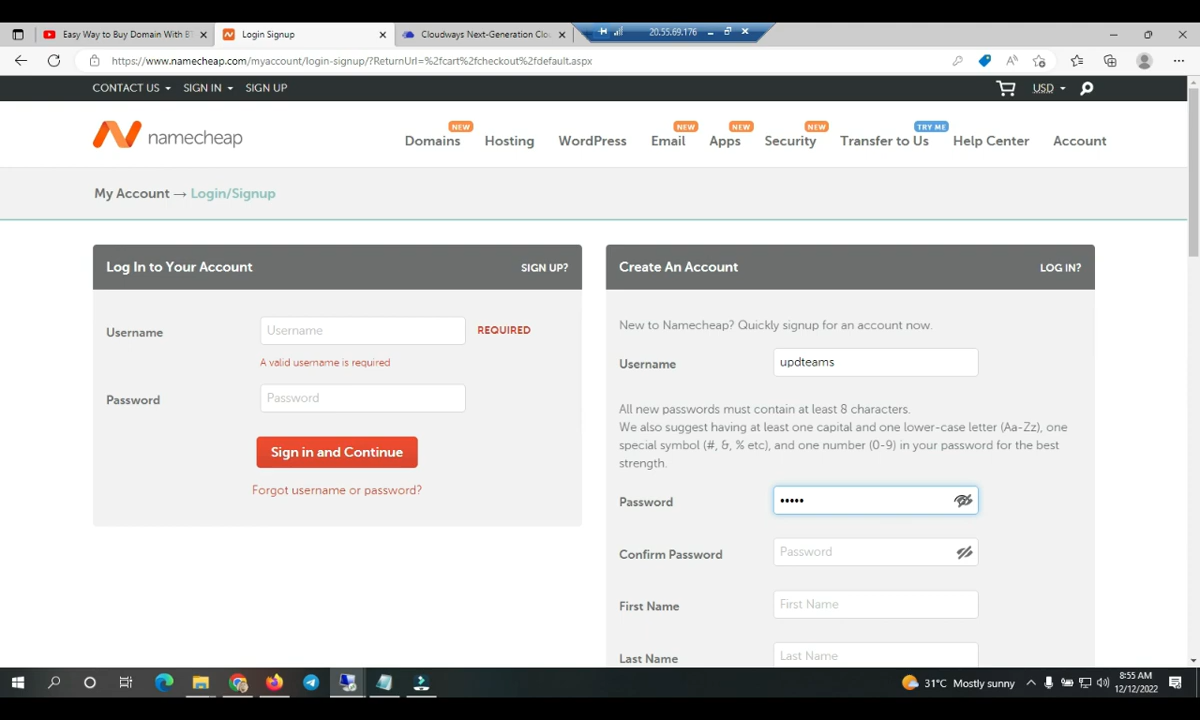 Easy Way to Buy Domain With BT
Login Signup
Cloudways Next-Generation Clou
20.55.69.176
https://www.namecheap.com/myaccount/login-signup/?ReturnUrl=%2fcart%2fcheckout%2fdefault.aspx
CONTACT US SIGN IN SIGN UP
USD
namecheap
NEW NEW NEW NEW TRY ME
Domains Hosting WordPress Email Apps Security Transfer to Us Help Center Account
My Account → Login/Signup
Log In to Your Account SIGN UP?
Username Username REQUIRED
A valid username is required
Password Password
Sign in and Continue
Forgot username or password?
Create An Account LOG IN?
New to Namecheap? Quickly signup for an account now.
Username updteams
All new passwords must contain at least 8 characters.
We also suggest having at least one capital and one lower-case letter (Aa-Zz), one
special symbol (#, &, % etc), and one number (0-9) in your password for the best
strength.
Password •••••
Confirm Password Password
First Name First Name
Last Name Last Name
31°C Mostly sunny
8:55 AM
12/12/2022